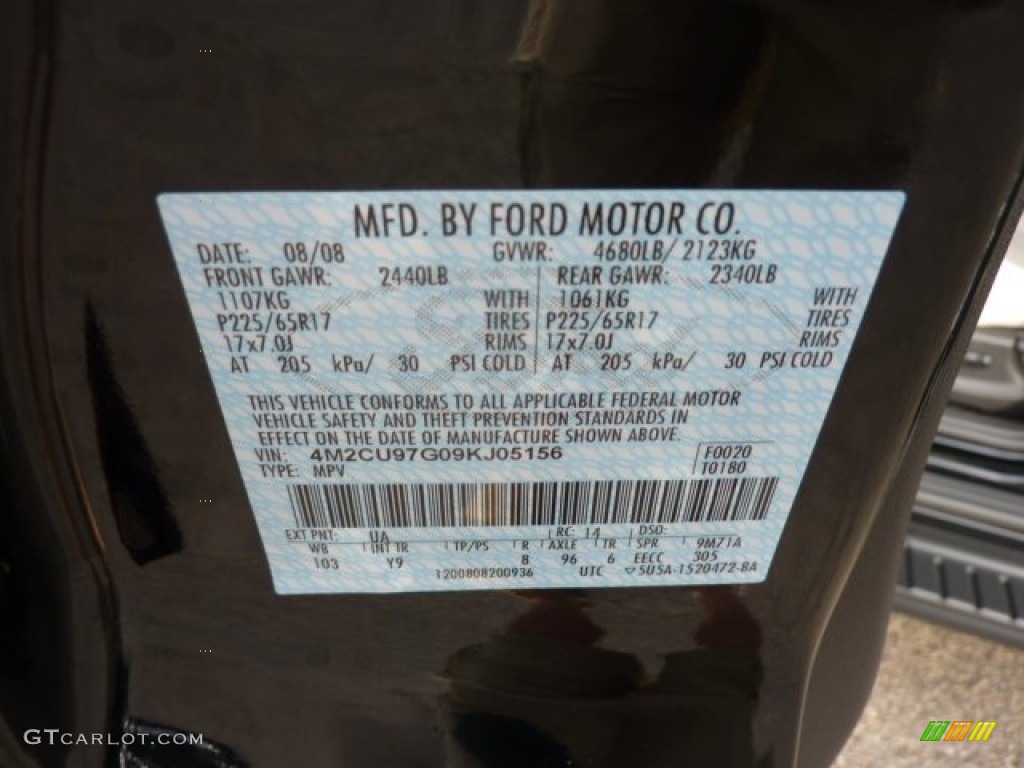 MFD. BY FORD MOTOR CO.
DATE: 08/08 GVWR: 4680LB/ 2123KG
FRONT GAWR: 2440LB REAR GAWR: 2340LB
1107KG WITH 1061KG WITH
P225/65R17 TIRES P225/65R17 TIRES
17x7.0J RIMS 17x7.0J RIMS
AT 205 kPa/ 30 PSI COLD AT 205 kPa/ 30 PSI COLD
THIS VEHICLE CONFORMS TO ALL APPLICABLE FEDERAL MOTOR
VEHICLE SAFETY AND THEFT PREVENTION STANDARDS IN
EFFECT ON THE DATE OF MANUFACTURE SHOWN ABOVE.
VIN: 4M2CU97G09KJ05156 F0020
TYPE: MPV T0180
EXT PNT: UA RC: 14 DSO:
WB INT TR TP/PS R AXLE TR SPR 9M71A
103 Y9 8 96 6 EECC 305
1200808200936 UTC 5U5A-1520472-BA
GTCARLOT.COM